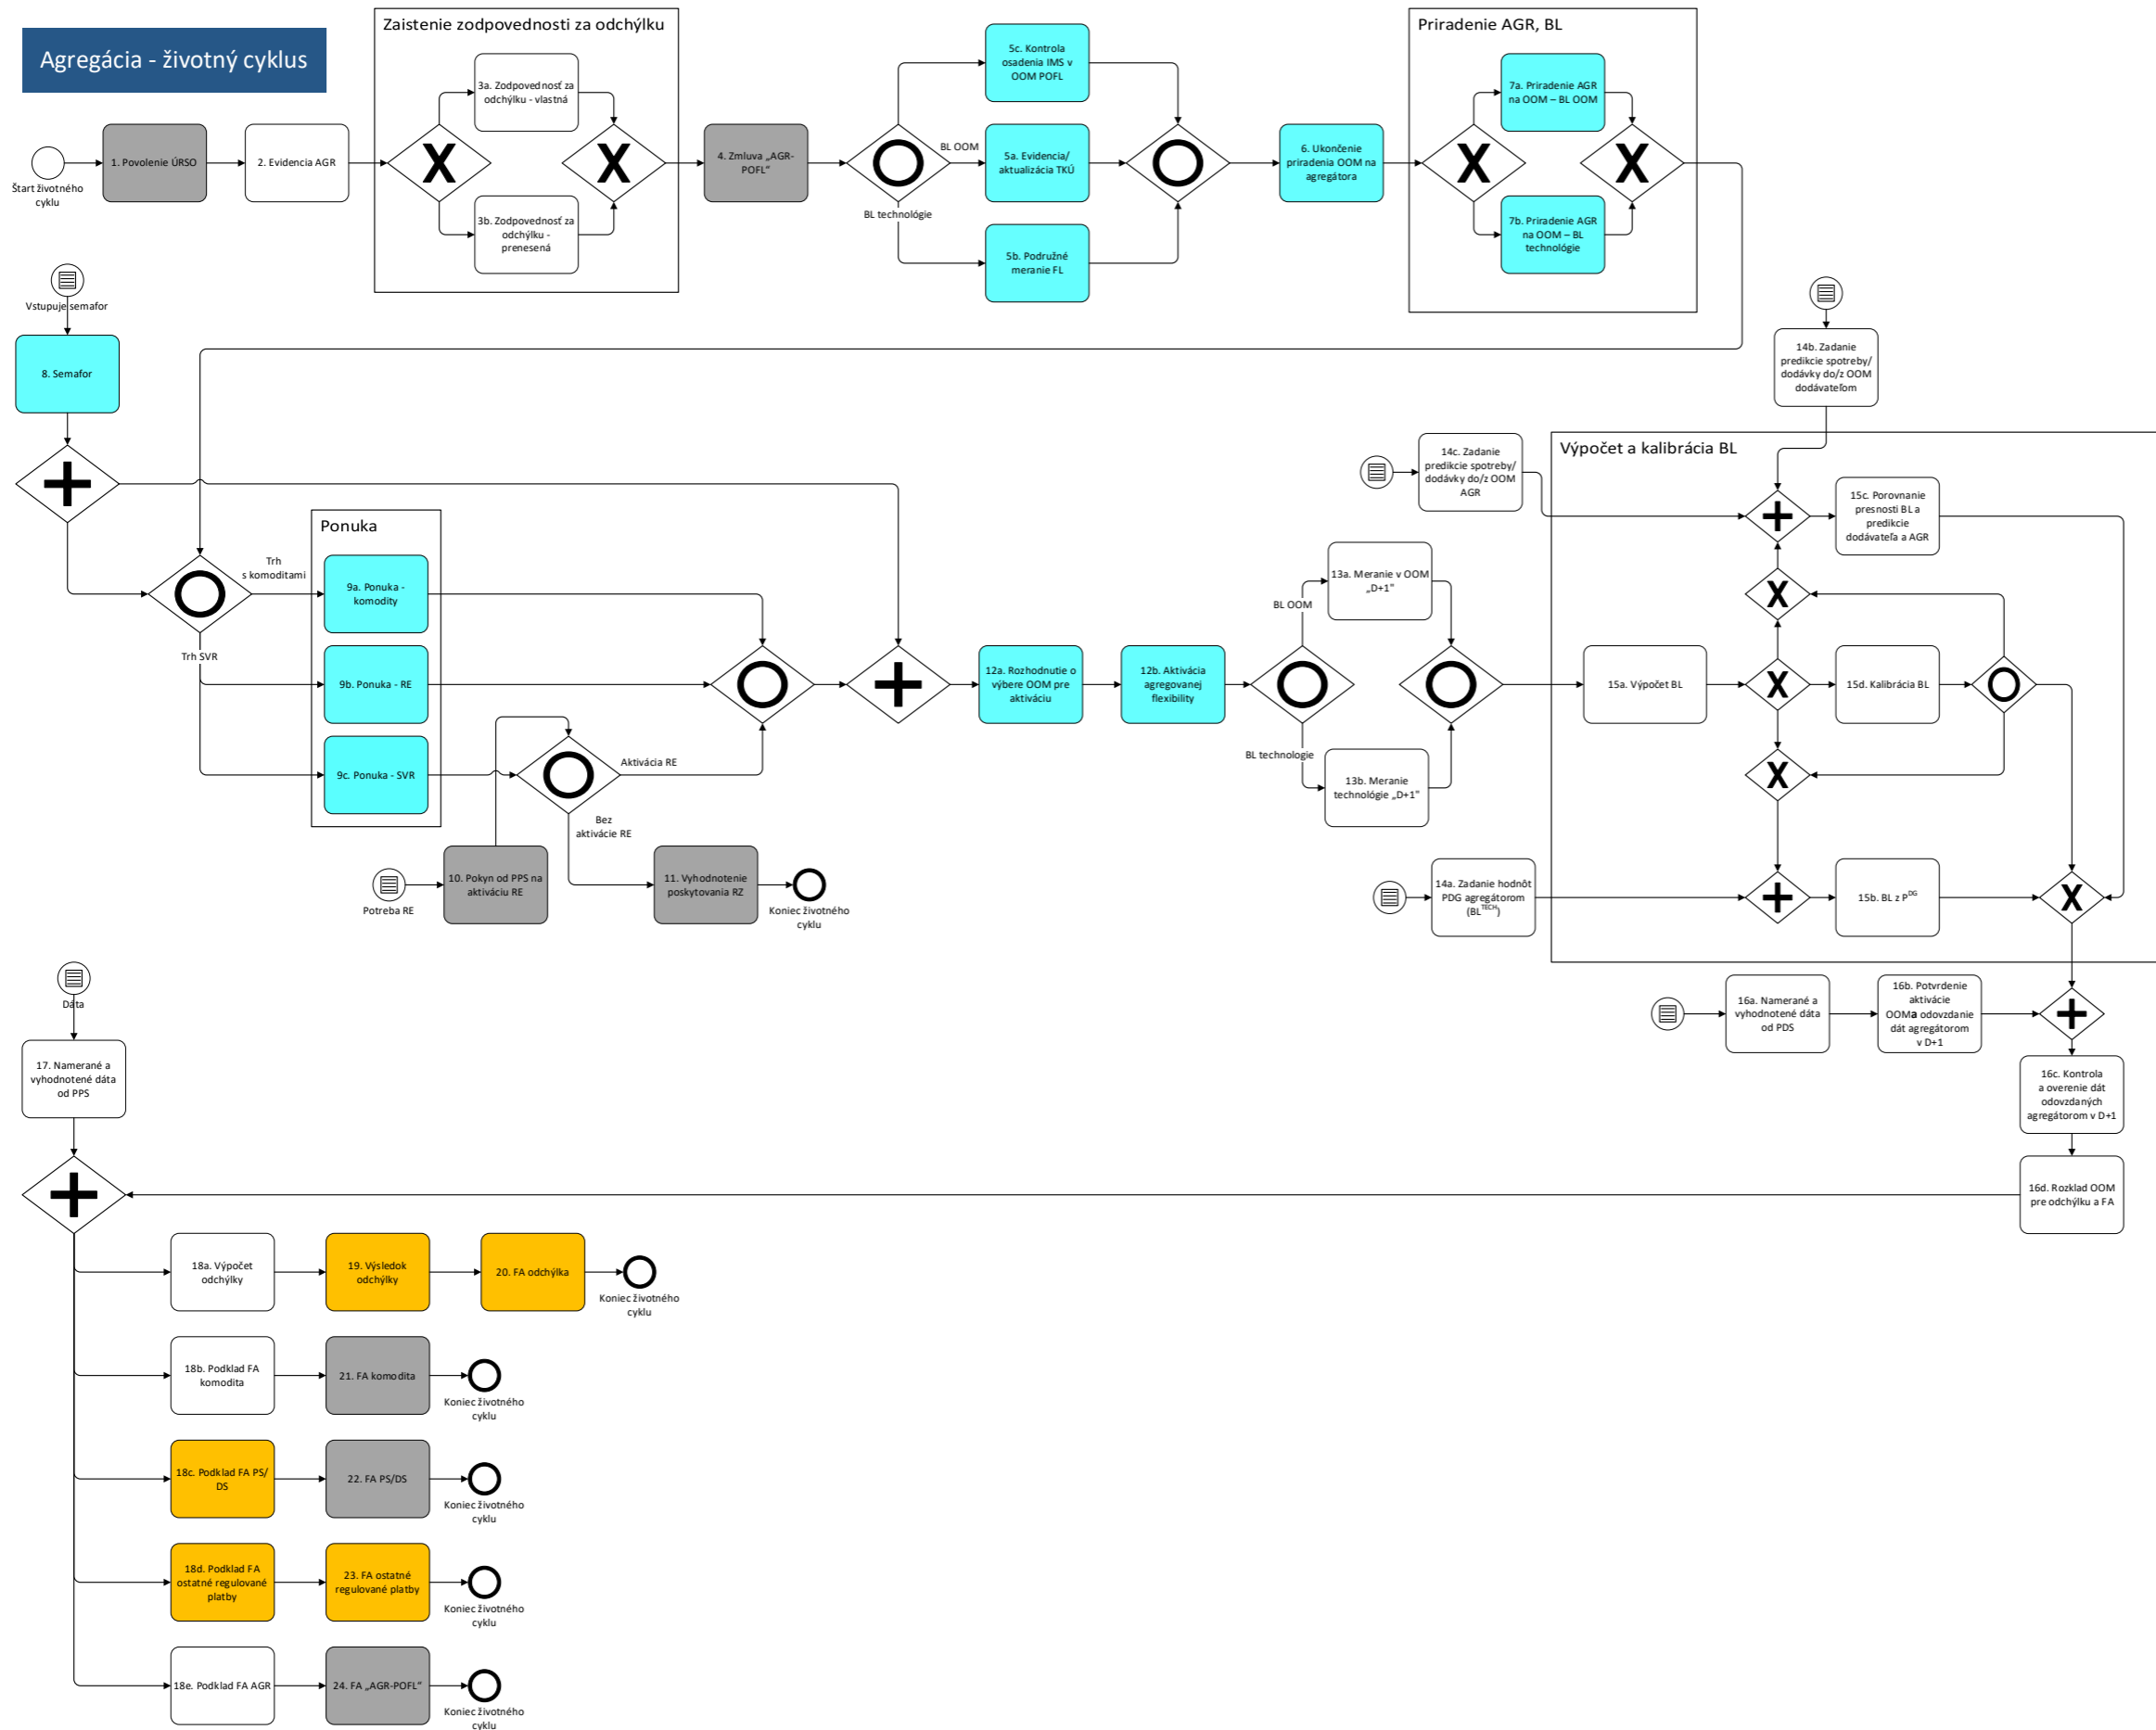 Agregácia - životný cyklus
Štart životného
cyklu
1. Povolenie ÚRSO
2. Evidencia AGR
Zaistenie zodpovednosti za odchýlku
3a. Zodpovednosť za
odchýlku - vlastná
3b. Zodpovednosť za
odchýlku -
prenesená
4. Zmluva „AGR-
POFL“
BL OOM
BL technológie
5c. Kontrola
osadenia IMS v
OOM POFL
5a. Evidencia/
aktualizácia TKÚ
5b. Podružné
meranie FL
6. Ukončenie
priradenia OOM na
agregátora
Priradenie AGR, BL
7a. Priradenie AGR
na OOM – BL OOM
7b. Priradenie AGR
na OOM – BL
technológie
Vstupuje semafor
8. Semafor
Trh
s komoditami
Trh SVR
Ponuka
9a. Ponuka -
komodity
9b. Ponuka - RE
9c. Ponuka - SVR
Aktivácia RE
Bez
aktivácie RE
Potreba RE
10. Pokyn od PPS na
aktiváciu RE
11. Vyhodnotenie
poskytovania RZ
Koniec životného
cyklu
12a. Rozhodnutie o
výbere OOM pre
aktiváciu
12b. Aktivácia
agregovanej
flexibility
BL OOM
BL technologie
13a. Meranie v OOM
„D+1"
13b. Meranie
technológie „D+1"
14b. Zadanie
predikcie spotreby/
dodávky do/z OOM
dodávateľom
14c. Zadanie
predikcie spotreby/
dodávky do/z OOM
AGR
14a. Zadanie hodnôt
PDG agregátorom
(BL^TECH)
Výpočet a kalibrácia BL
15a. Výpočet BL
15c. Porovnanie
presnosti BL a
predikcie
dodávateľa a AGR
15d. Kalibrácia BL
15b. BL z P^DG
16a. Namerané a
vyhodnotené dáta
od PDS
16b. Potvrdenie
aktivácie
OOMa odovzdanie
dát agregátorom
v D+1
16c. Kontrola
a overenie dát
odovzdaných
agregátorom v D+1
16d. Rozklad OOM
pre odchýlku a FA
Dáta
17. Namerané a
vyhodnotené dáta
od PPS
18a. Výpočet
odchýlky
19. Výsledok
odchýlky
20. FA odchýlka
Koniec životného
cyklu
18b. Podklad FA
komodita
21. FA komodita
Koniec životného
cyklu
18c. Podklad FA PS/
DS
22. FA PS/DS
Koniec životného
cyklu
18d. Podklad FA
ostatné regulované
platby
23. FA ostatné
regulované platby
Koniec životného
cyklu
18e. Podklad FA AGR
24. FA „AGR-POFL“
Koniec životného
cyklu